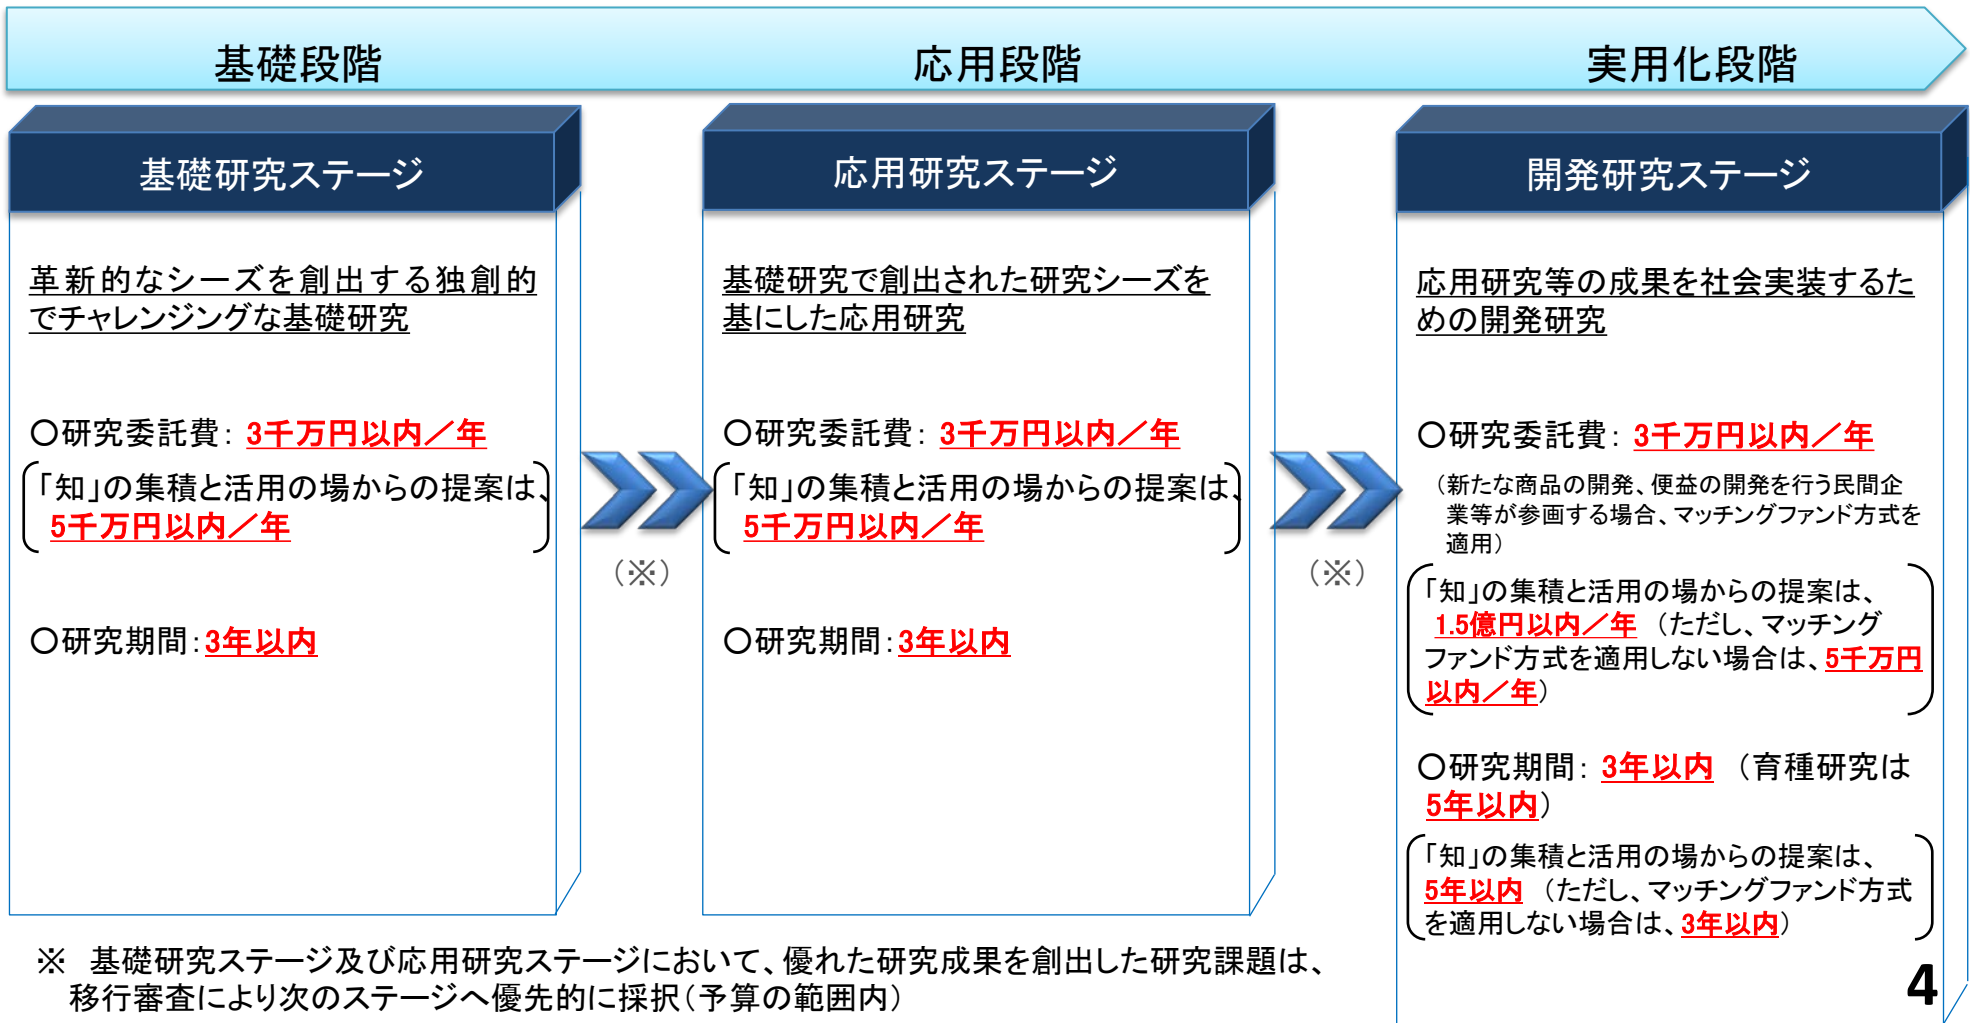 基礎段階
応用段階
実用化段階
基礎研究ステージ
革新的なシーズを創出する独創的
でチャレンジングな基礎研究
○研究委託費：3千万円以内／年
「知」の集積と活用の場からの提案は、
5千万円以内／年
○研究期間：3年以内
（※）
応用研究ステージ
基礎研究で創出された研究シーズを
基にした応用研究
○研究委託費：3千万円以内／年
「知」の集積と活用の場からの提案は、
5千万円以内／年
○研究期間：3年以内
（※）
開発研究ステージ
応用研究等の成果を社会実装するた
めの開発研究
○研究委託費：3千万円以内／年
（新たな商品の開発、便益の開発を行う民間企
業等が参画する場合、マッチングファンド方式を
適用）
「知」の集積と活用の場からの提案は、
1.5億円以内／年（ただし、マッチング
ファンド方式を適用しない場合は、5千万円
以内／年）
○研究期間：3年以内（育種研究は
5年以内）
「知」の集積と活用の場からの提案は、
5年以内（ただし、マッチングファンド方式
を適用しない場合は、3年以内）
※　基礎研究ステージ及び応用研究ステージにおいて、優れた研究成果を創出した研究課題は、
移行審査により次のステージへ優先的に採択（予算の範囲内）
4